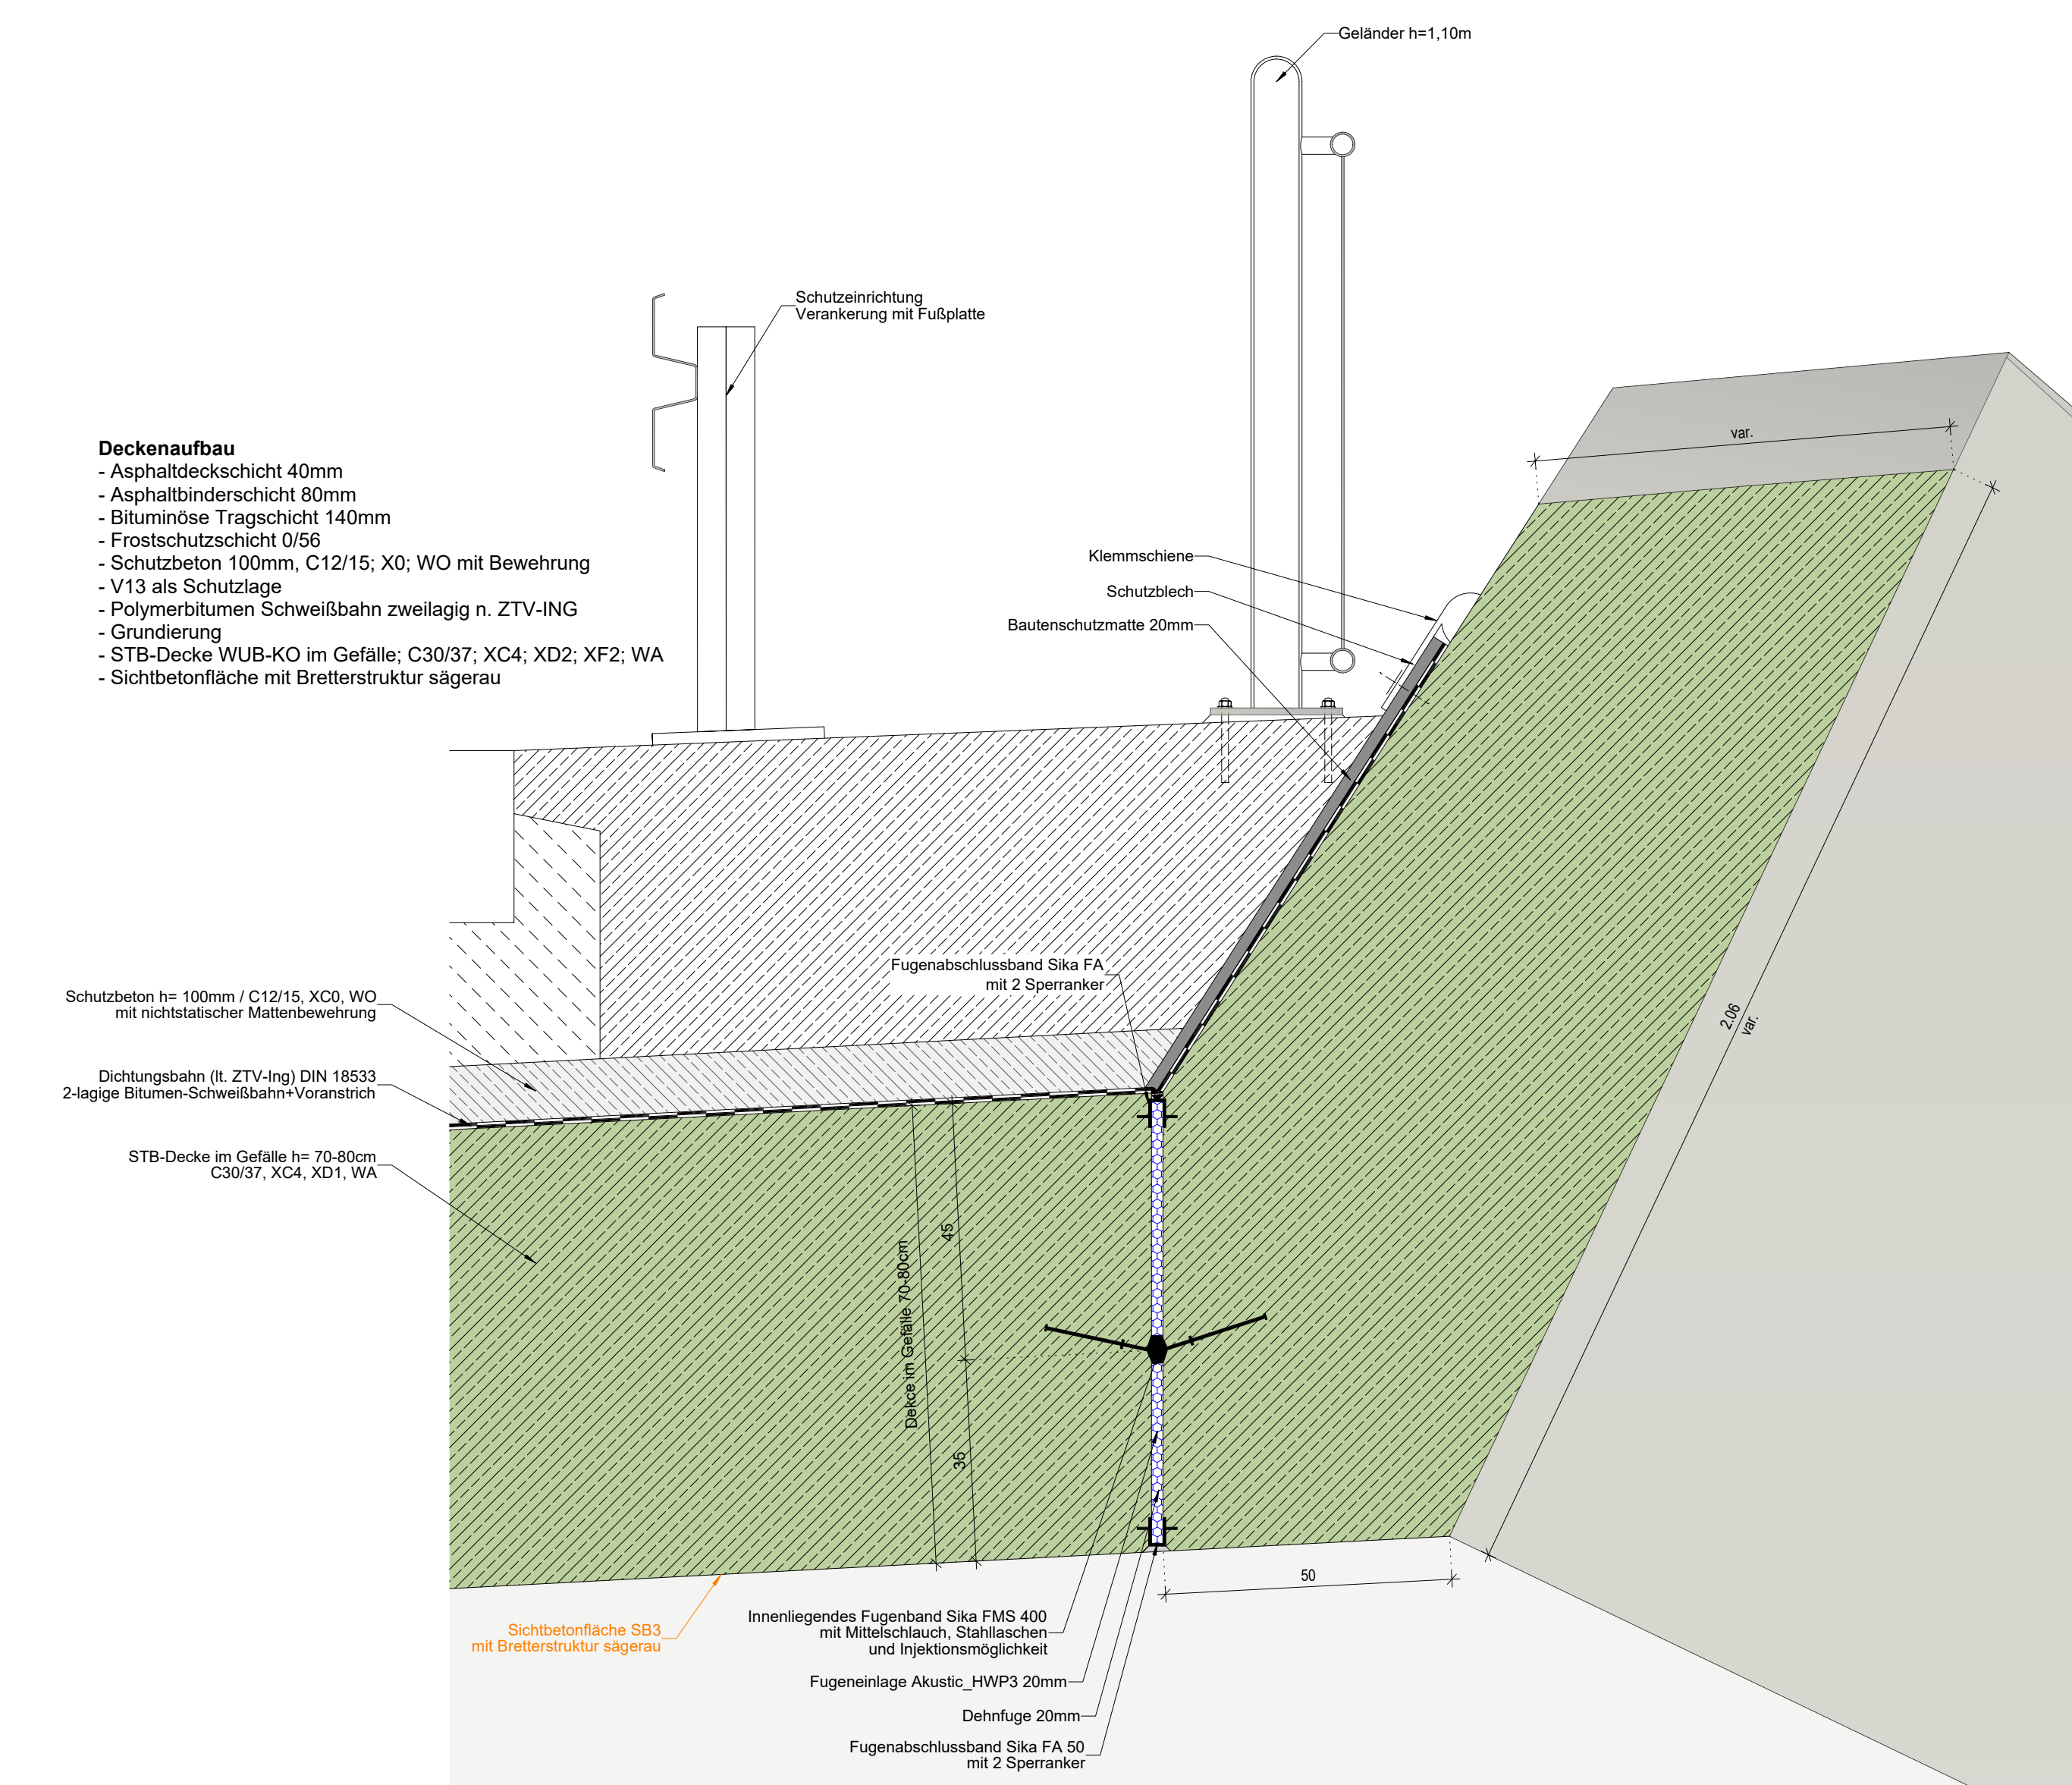 Geländer h=1,10m
Schutzeinrichtung
Verankerung mit Fußplatte
var.
Deckenaufbau
- Asphaltdeckschicht 40mm
- Asphaltbinderschicht 80mm
- Bituminöse Tragschicht 140mm
- Frostschutzschicht 0/56
- Schutzbeton 100mm, C12/15; X0; WO mit Bewehrung
- V13 als Schutzlage
- Polymerbitumen Schweißbahn zweilagig n. ZTV-ING
- Grundierung
- STB-Decke WUB-KO im Gefälle; C30/37; XC4; XD2; XF2; WA
- Sichtbetonfläche mit Bretterstruktur sägerau
Klemmschiene
Schutzblech
Bautenschutzmatte 20mm
Fugenabschlussband Sika FA
mit 2 Sperranker
Schutzbeton h= 100mm / C12/15, XC0, WO
mit nichtstatischer Mattenbewehrung
2.06
var.
Dichtungsbahn (lt. ZTV-Ing) DIN 18533
2-lagige Bitumen-Schweißbahn+Voranstrich
STB-Decke im Gefälle h= 70-80cm
C30/37, XC4, XD1, WA
Dekce im Gefälle 70-80cm
45
35
50
Sichtbetonfläche SB3
mit Bretterstruktur sägerau
Innenliegendes Fugenband Sika FMS 400
mit Mittelschlauch, Stahllaschen
und Injektionsmöglichkeit
Fugeneinlage Akustic_HWP3 20mm
Dehnfuge 20mm
Fugenabschlussband Sika FA 50
mit 2 Sperranker